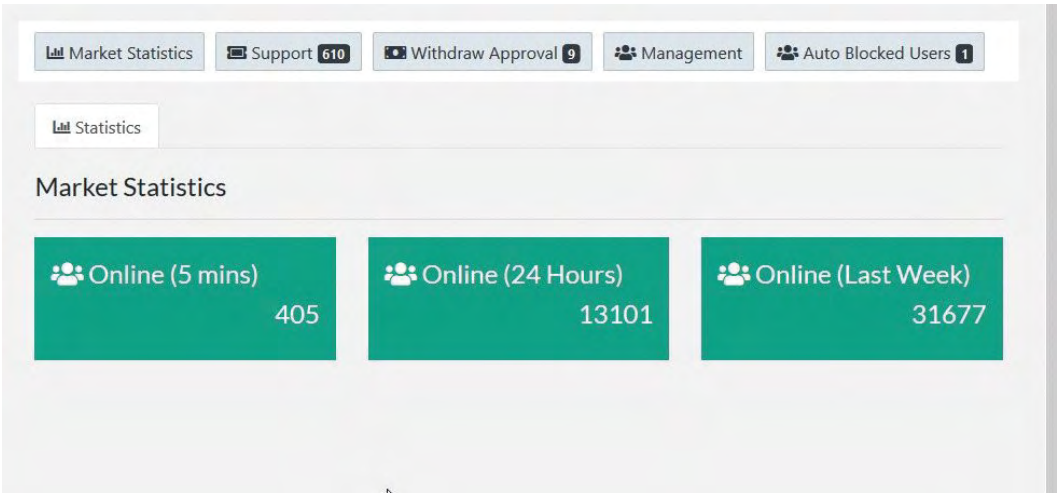 Market Statistics Support 610 Withdraw Approval 9 Management Auto Blocked Users 1
Statistics
Market Statistics
Online (5 mins) Online (24 Hours) Online (Last Week)
405 13101 31677